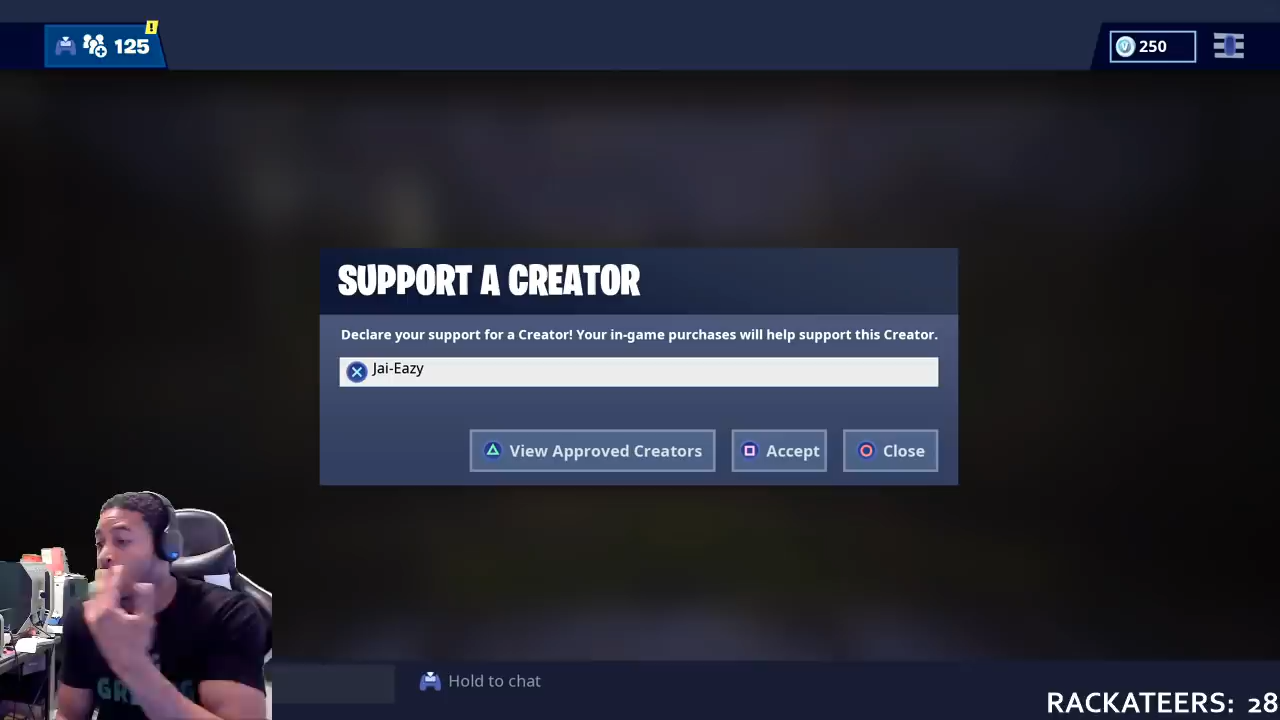 ! 125
250
SUPPORT A CREATOR
Declare your support for a Creator! Your in-game purchases will help support this Creator.
Jai-Eazy
View Approved Creators Accept Close
Hold to chat
RACKATEERS: 28